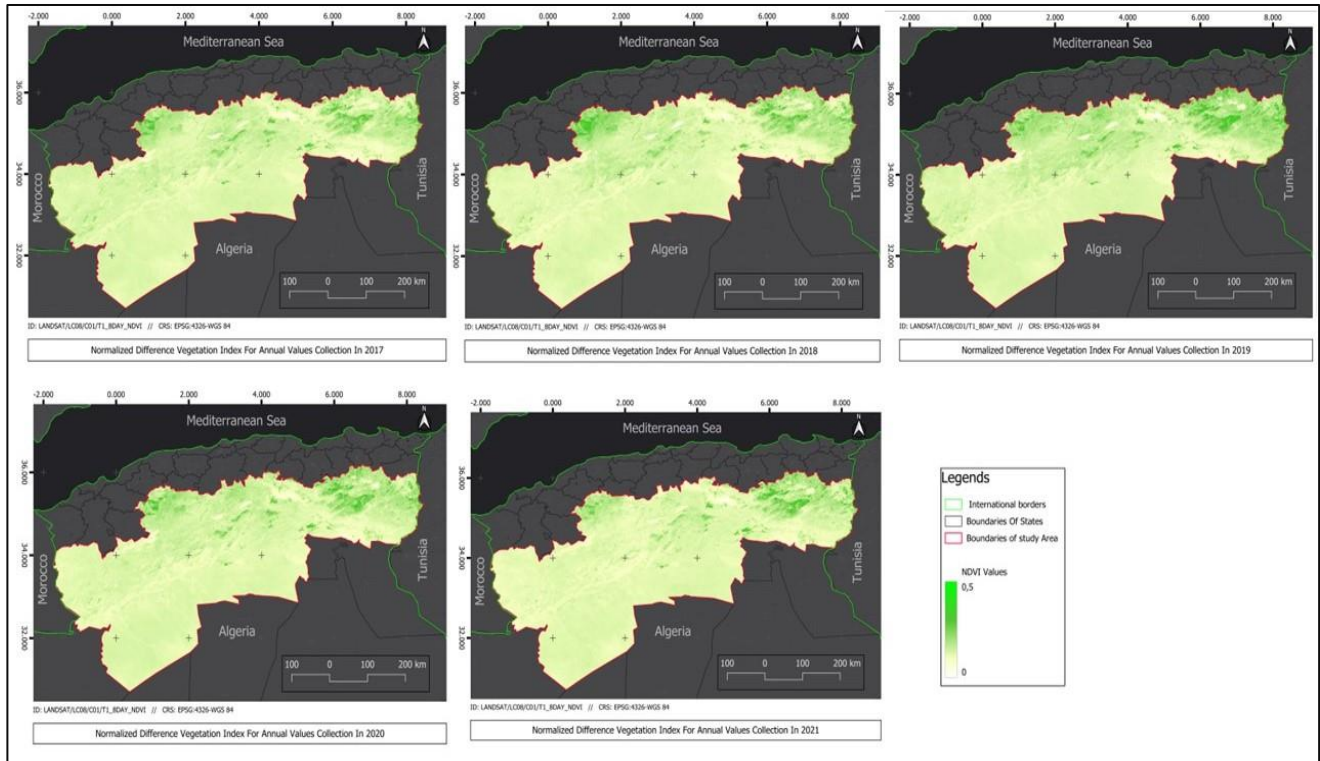 -2.000 0.000 2.000 4.000 6.000 8.000
N
Mediterranean Sea
36.000
34.000
32.000
Morocco
Tunisia
Algeria
100 0 100 200 km
ID: LANDSAT/LC08/C01/T1_8DAY_NDVI // CRS: EPSG:4326-WGS 84
Normalized Difference Vegetation Index For Annual Values Collection In 2017
-2.000 0.000 2.000 4.000 6.000 8.000
N
Mediterranean Sea
36.000
34.000
32.000
Morocco
Tunisia
Algeria
100 0 100 200 km
ID: LANDSAT/LC08/C01/T1_8DAY_NDVI // CRS: EPSG:4326-WGS 84
Normalized Difference Vegetation Index For Annual Values Collection In 2018
-2.000 0.000 2.000 4.000 6.000 8.000
N
Mediterranean Sea
36.000
34.000
32.000
Morocco
Tunisia
Algeria
100 0 100 200 km
ID: LANDSAT/LC08/C01/T1_8DAY_NDVI // CRS: EPSG:4326-WGS 84
Normalized Difference Vegetation Index For Annual Values Collection In 2019
-2.000 0.000 2.000 4.000 6.000 8.000
N
Mediterranean Sea
36.000
34.000
32.000
Morocco
Tunisia
Algeria
100 0 100 200 km
ID: LANDSAT/LC08/C01/T1_8DAY_NDVI // CRS: EPSG:4326-WGS 84
Normalized Difference Vegetation Index For Annual Values Collection In 2020
-2.000 0.000 2.000 4.000 6.000 8.000
N
Mediterranean Sea
36.000
34.000
32.000
Morocco
Tunisia
Algeria
100 0 100 200 km
ID: LANDSAT/LC08/C01/T1_8DAY_NDVI // CRS: EPSG:4326-WGS 84
Normalized Difference Vegetation Index For Annual Values Collection In 2021
Legends
International borders
Boundaries Of States
Boundaries of study Area
NDVI Values
0,5
0